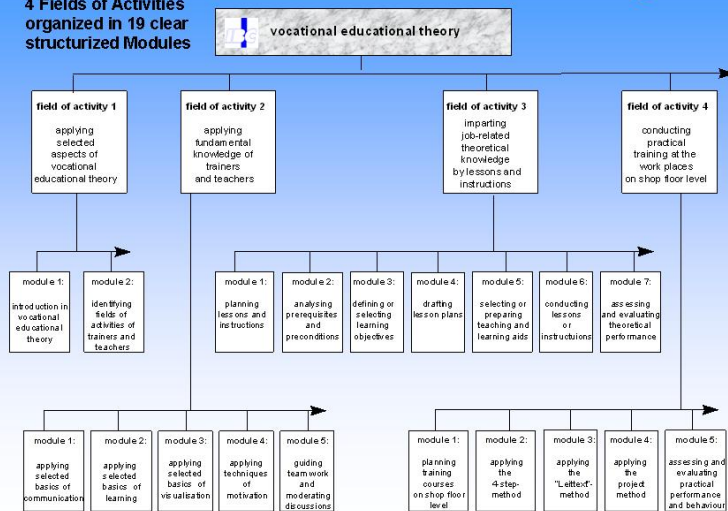 4 Fields of Activities
organized in 19 clear
structurized Modules
vocational educational theory
field of activity 1
applying
selected
aspects of
vocational
educational theory
field of activity 2
applying
fundamental
knowledge of
trainers
and teachers
field of activity 3
imparting
job-related
theoretical
knowledge
by lessons and
instructions
field of activity 4
conducting
practical
training at the
work places
on shop floor
level
module 1:
introduction in
vocational
educational
theory
module 2:
identifying
fields of
activities of
trainers and
teachers
module 1:
planning
lessons and
instructions
module 2:
analysing
prerequisites
and
preconditions
module 3:
defining or
selecting
learning
objectives
module 4:
drafting
lesson plans
module 5:
selecting or
preparing
teaching and
learning aids
module 6:
conducting
lessons
or
instructuions
module 7:
assessing
and evaluating
theoretical
performance
module 1:
applying
selected
basics of
communication
module 2:
applying
selected
basics of
learning
module 3:
applying
selected
basics of
visualisation
module 4:
applying
techniques
of
motivation
module 5:
guiding
team work
and
moderating
discussions
module 1:
planning
training
courses
on shop floor
level
module 2:
applying
the
4-step-
method
module 3:
applying
the
"Leittext"-
method
module 4:
applying
the
project
method
module 5:
assessing and
evaluating
practical
performance
and behaviour